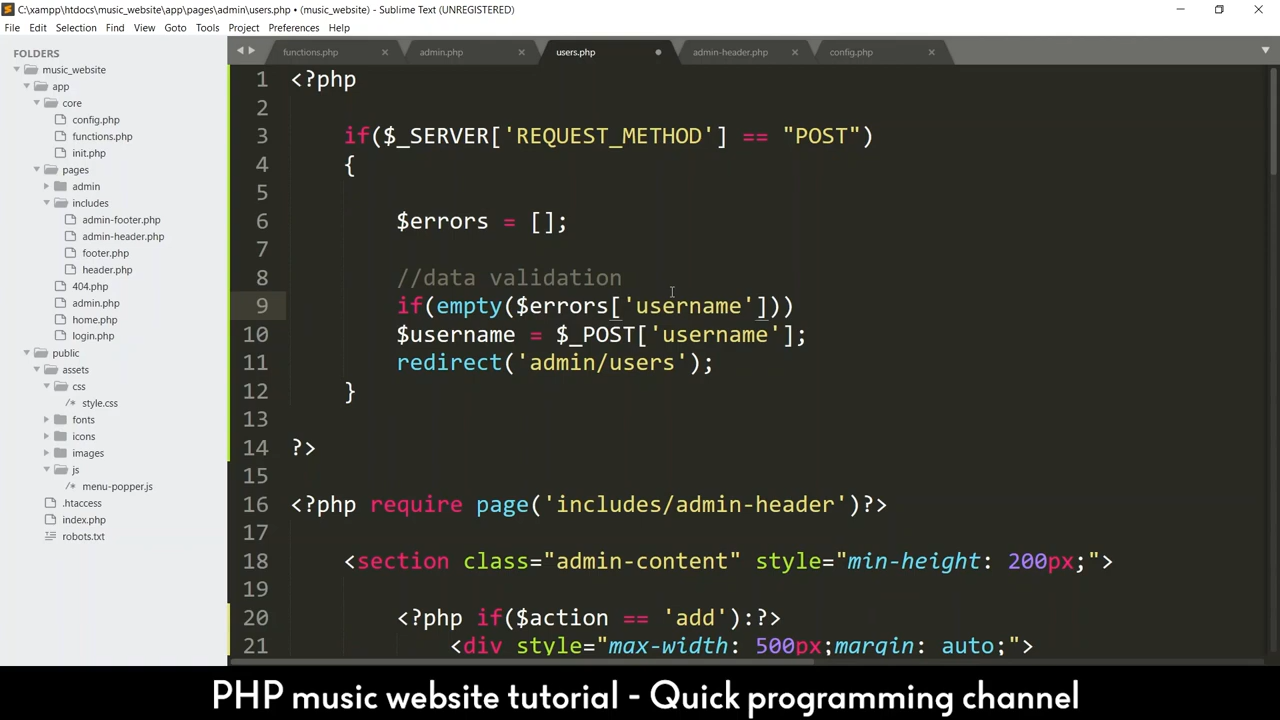 C:\xampp\htdocs\music_website\app\pages\admin\users.php • (music_website) - Sublime Text (UNREGISTERED)
File Edit Selection Find View Goto Tools Project Preferences Help
FOLDERS
music_website
app
core
config.php
functions.php
init.php
pages
admin
includes
admin-footer.php
admin-header.php
footer.php
header.php
404.php
admin.php
home.php
login.php
public
assets
css
/* style.css
fonts
icons
images
js
/* menu-popper.js
.htaccess
index.php
robots.txt
functions.php admin.php users.php admin-header.php config.php
1 <?php
2
3 if($_SERVER['REQUEST_METHOD'] == "POST")
4 {
5
6 $errors = [];
7
8 //data validation
9 if(empty($errors['username']))
10 $username = $_POST['username'];
11 redirect('admin/users');
12 }
13
14 ?>
15
16 <?php require page('includes/admin-header')?>
17
18 <section class="admin-content" style="min-height: 200px;">
19
20 <?php if($action == 'add'):?>
21 <div style="max-width: 500px;margin: auto;">
PHP music website tutorial - Quick programming channel